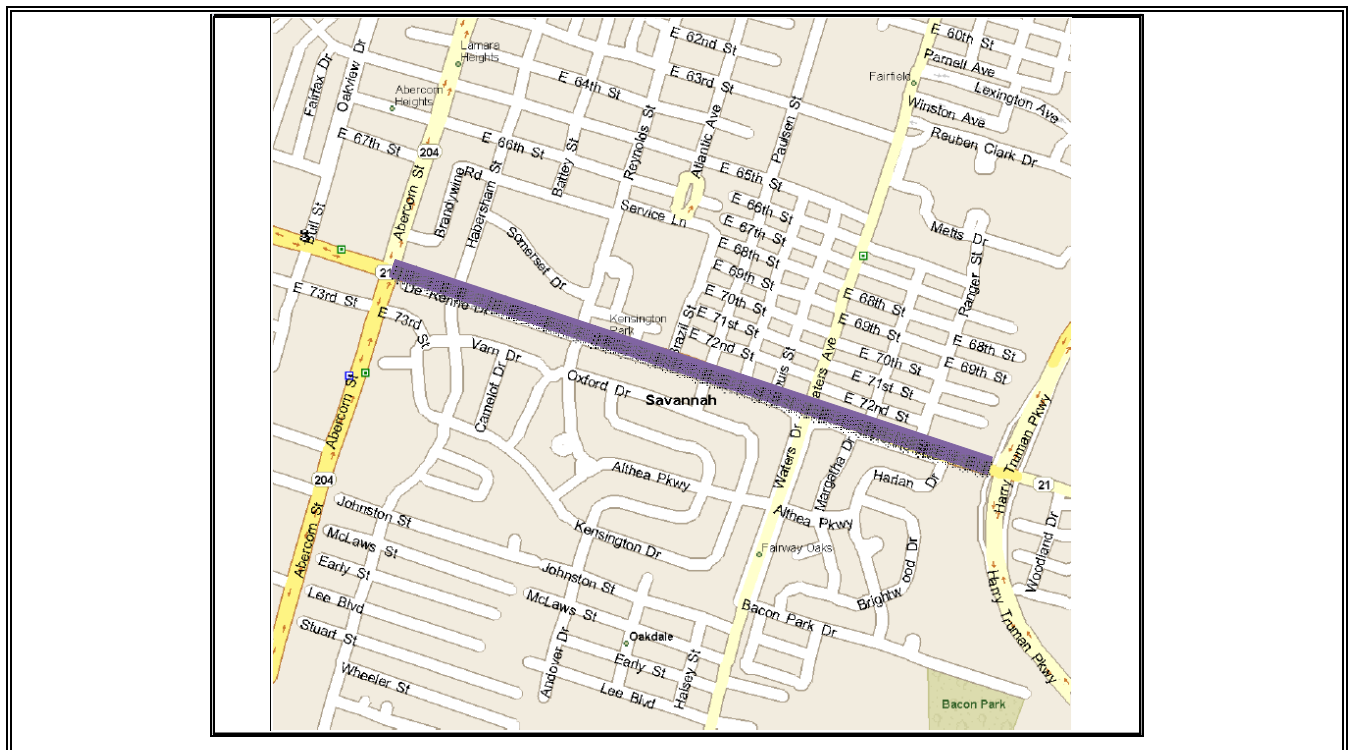 E 60th St
E 62nd St
Lamara
Heights
Parnell Ave
Fairfax Dr
Oakview Dr
E 63rd St
Fairfield
E 64th St
Abercorn
Heights
Lexington Ave
Winston Ave
Reynolds St
Atlantic Ave
Paulsen St
Reuben Clark Dr
E 67th St
204
E 66th St
Battey St
E 65th St
Brandywine Rd
Habersham St
Abercorn St
Service Ln
E 66th St
E 67th St
Metts Dr
Bull St
Somerset Dr
E 68th St
E 69th St
Ranger St
21
De Renne Dr
E 73rd St
E 70th St
E 68th St
E 73rd St
Kensington
Park
E 71st St
E 69th St
E 72nd St
E 68th St
Varn Dr
E 70th St
E 69th St
Camelot Dr
Oxford Dr
E 71st St
Savannah
E 72nd St
Abercorn St
Waters Dr
Margatha Dr
Harlan Dr
Harry Truman Pkwy
21
204
Althea Pkwy
Johnston St
Althea Pkwy
Kensington Dr
McLaws St
Fairway Oaks
Abercorn St
Early St
Johnston St
Brightwood Dr
Woodland Dr
Lee Blvd
McLaws St
Bacon Park Dr
Harry Truman Pkwy
Stuart St
Oakdale
Wheeler St
Andover Dr
Early St
Halsey St
Lee Blvd
Bacon Park